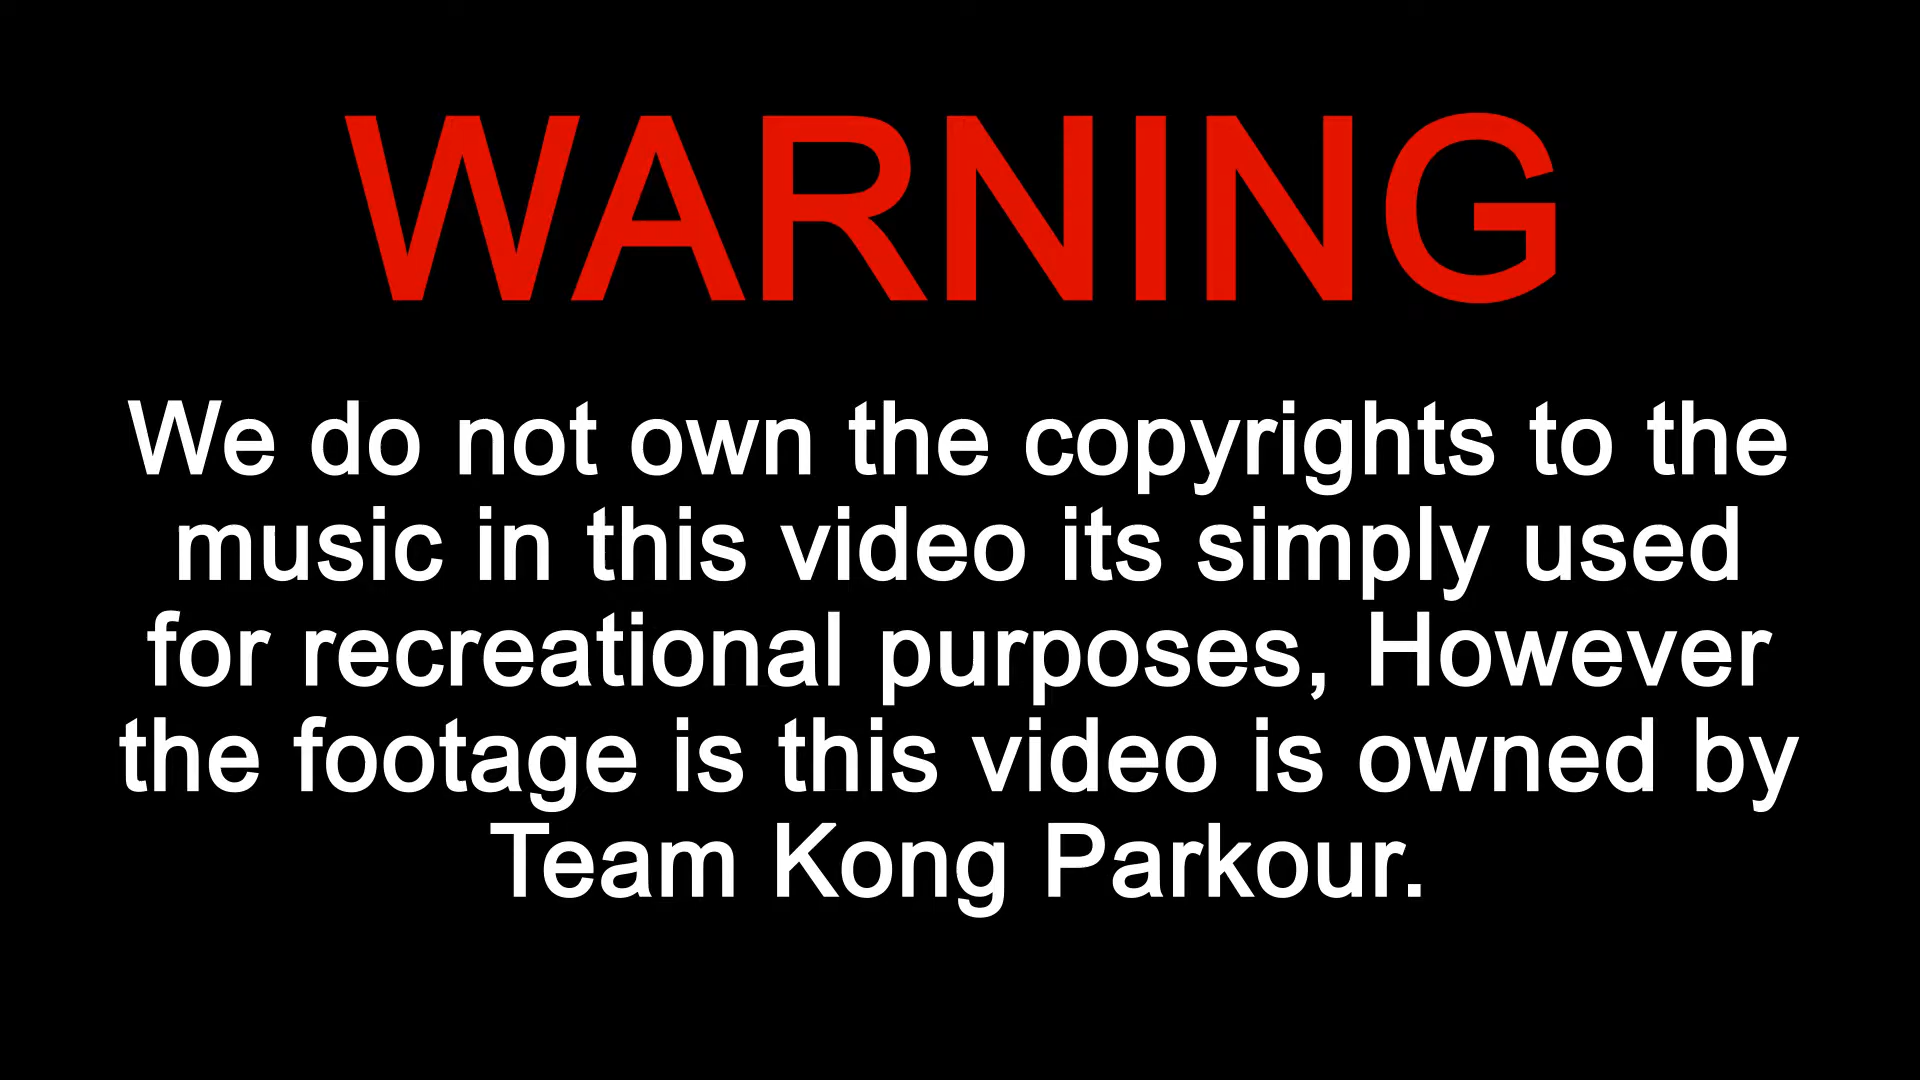 WARNING
We do not own the copyrights to the
music in this video its simply used
for recreational purposes, However
the footage is this video is owned by
Team Kong Parkour.